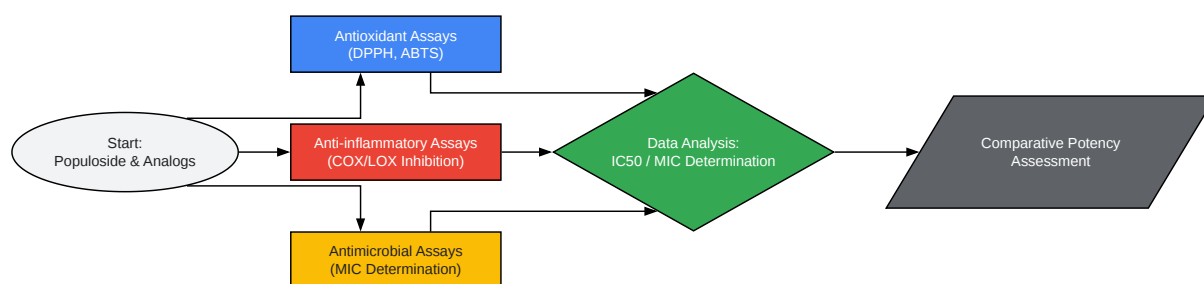 Start:
Populoside & Analogs
Antioxidant Assays
(DPPH, ABTS)
Anti-inflammatory Assays
(COX/LOX Inhibition)
Antimicrobial Assays
(MIC Determination)
Data Analysis:
IC50 / MIC Determination
Comparative Potency
Assessment